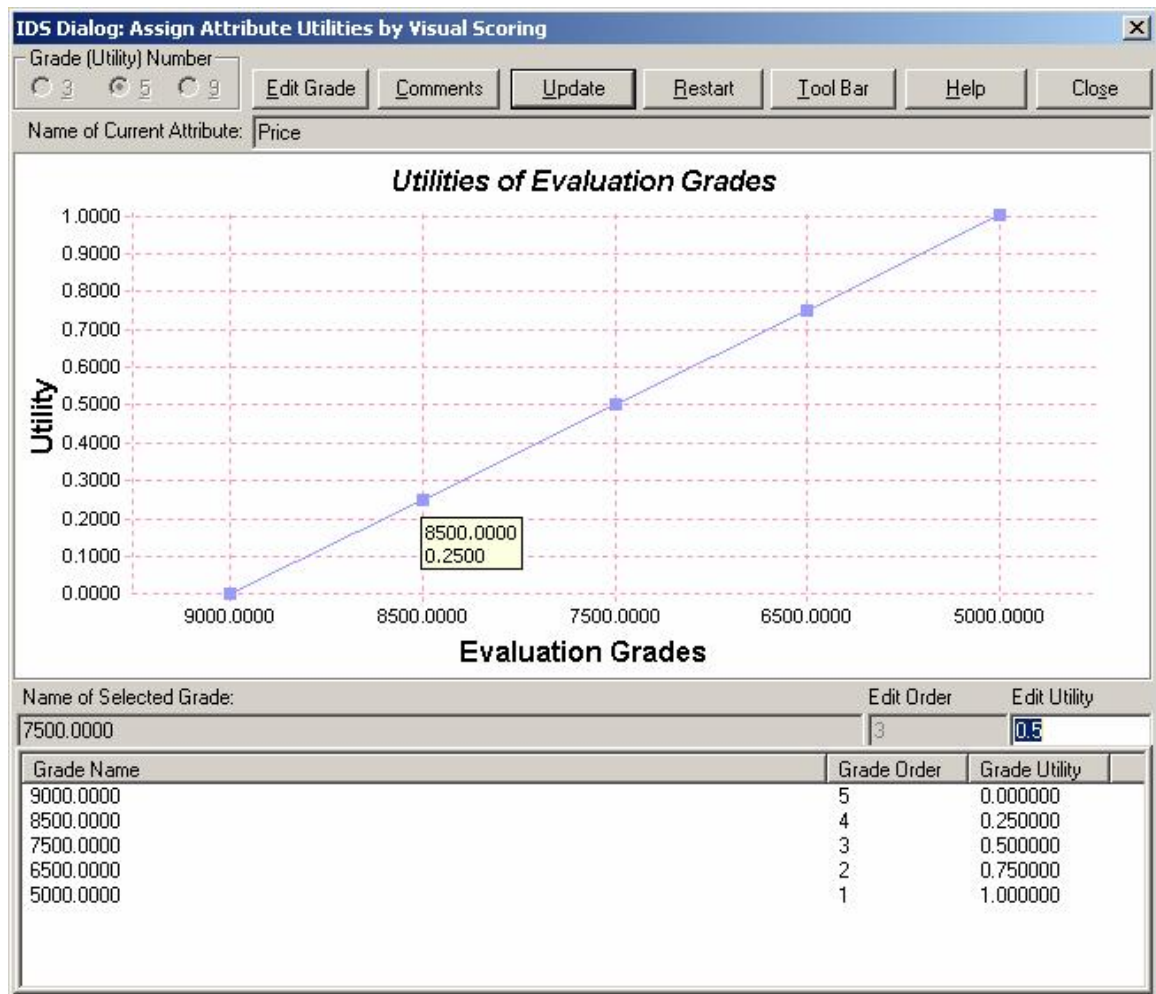 IDS Dialog: Assign Attribute Utilities by Visual Scoring
Grade (Utility) Number
3 5 9
Edit Grade Comments Update Restart Tool Bar Help Close
Name of Current Attribute: Price
Utilities of Evaluation Grades
Utility
1.0000
0.9000
0.8000
0.7000
0.6000
0.5000
0.4000
0.3000
0.2000
0.1000
0.0000
8500.0000
0.2500
9000.0000 8500.0000 7500.0000 6500.0000 5000.0000
Evaluation Grades
Name of Selected Grade: Edit Order Edit Utility
7500.0000 3 0.5
Grade Name Grade Order Grade Utility
9000.0000 5 0.000000
8500.0000 4 0.250000
7500.0000 3 0.500000
6500.0000 2 0.750000
5000.0000 1 1.000000